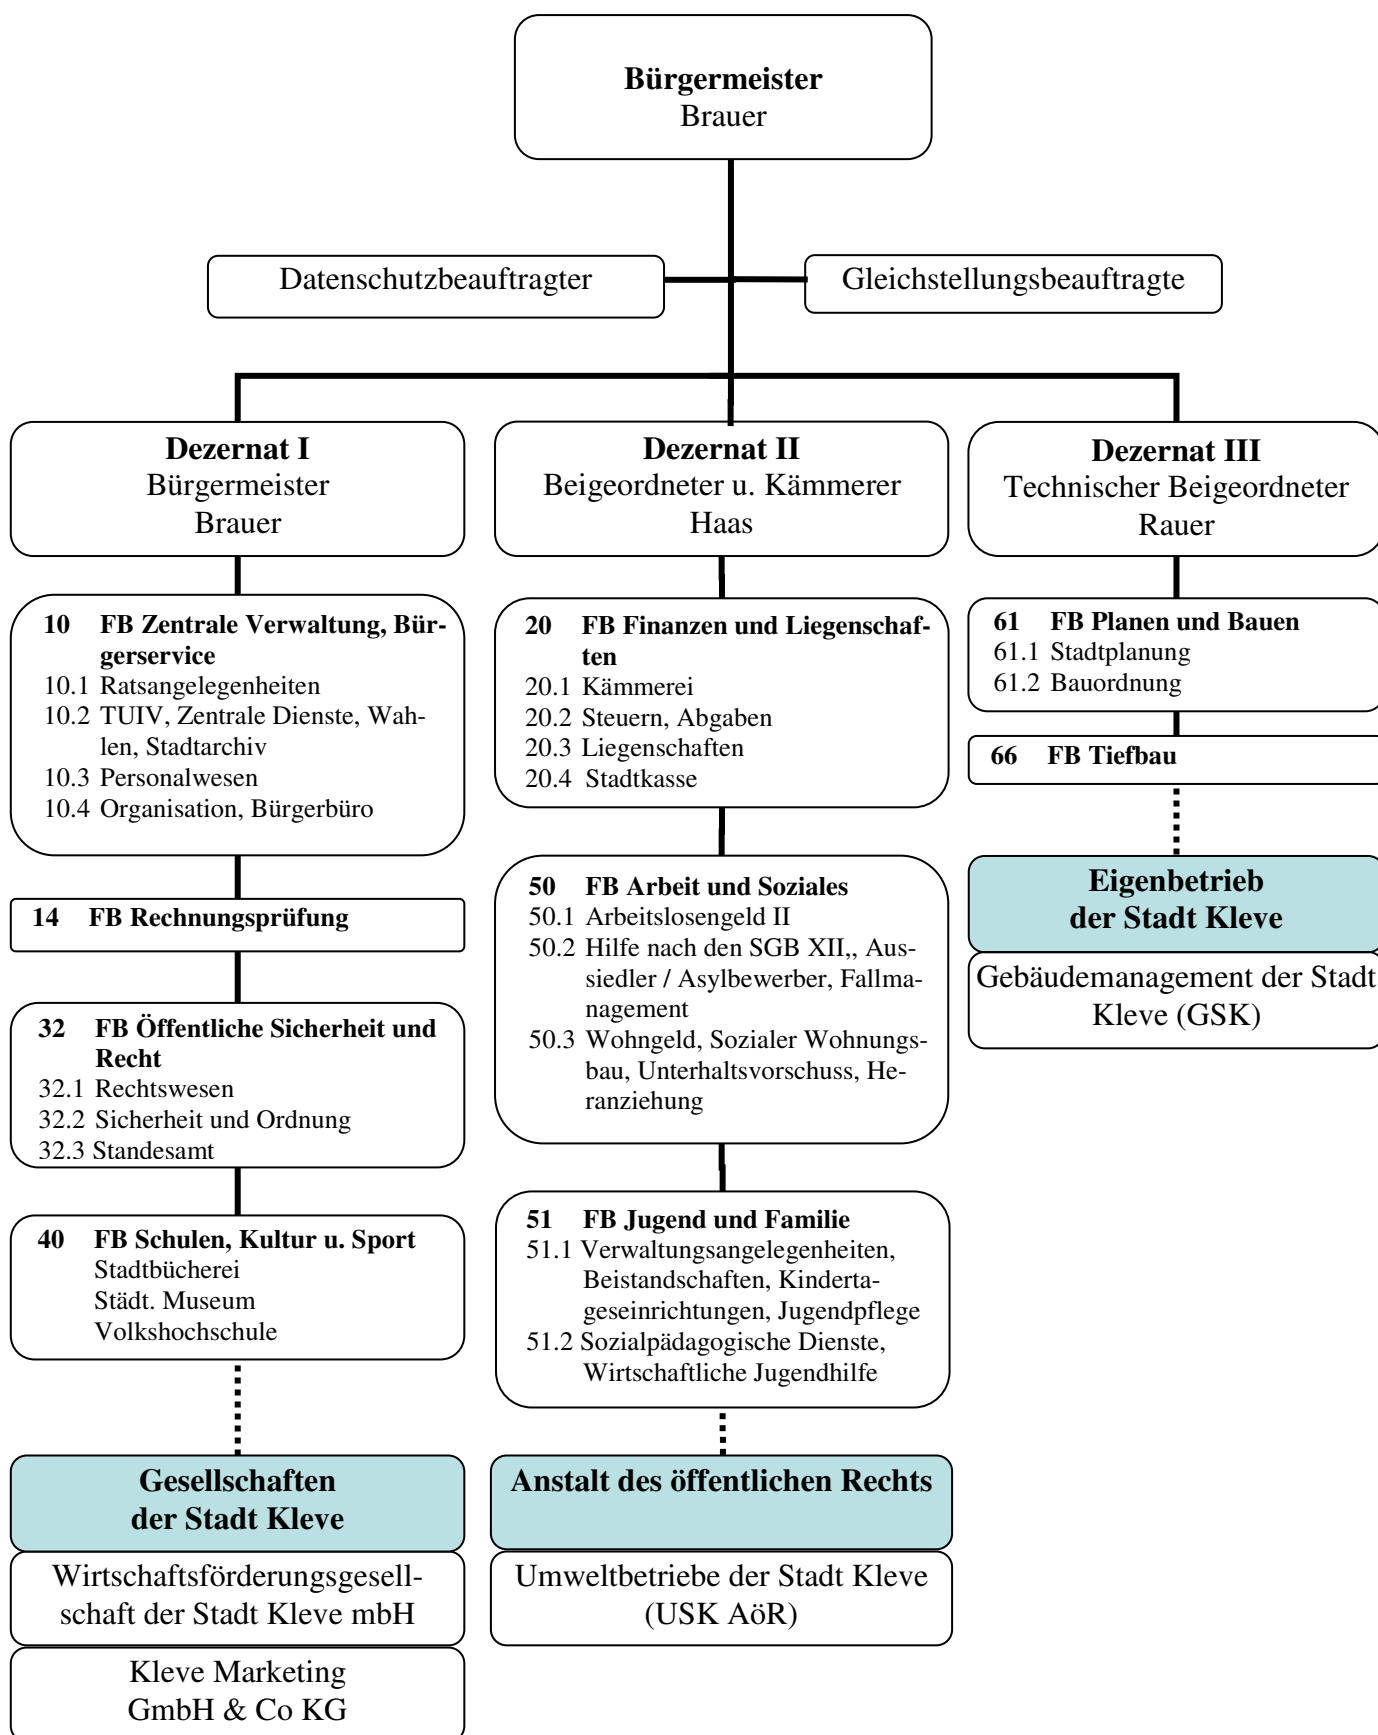 Bürgermeister
Brauer
Datenschutzbeauftragter
Gleichstellungsbeauftragte
Dezernat I
Bürgermeister
Brauer
10 FB Zentrale Verwaltung, Bür-
gerservice
10.1 Ratsangelegenheiten
10.2 TUIV, Zentrale Dienste, Wah-
len, Stadtarchiv
10.3 Personalwesen
10.4 Organisation, Bürgerbüro
14 FB Rechnungsprüfung
32 FB Öffentliche Sicherheit und
Recht
32.1 Rechtswesen
32.2 Sicherheit und Ordnung
32.3 Standesamt
40 FB Schulen, Kultur u. Sport
Stadtbücherei
Städt. Museum
Volkshochschule
Gesellschaften
der Stadt Kleve
Wirtschaftsförderungsgesell-
schaft der Stadt Kleve mbH
Kleve Marketing
GmbH & Co KG
Dezernat II
Beigeordneter u. Kämmerer
Haas
20 FB Finanzen und Liegenschaf-
ten
20.1 Kämmerei
20.2 Steuern, Abgaben
20.3 Liegenschaften
20.4 Stadtkasse
50 FB Arbeit und Soziales
50.1 Arbeitslosengeld II
50.2 Hilfe nach den SGB XII,, Aus-
siedler / Asylbewerber, Fallma-
nagement
50.3 Wohngeld, Sozialer Wohnungs-
bau, Unterhaltsvorschuss, He-
ranziehung
51 FB Jugend und Familie
51.1 Verwaltungsangelegenheiten,
Beistandschaften, Kinderta-
geseinrichtungen, Jugendpflege
51.2 Sozialpädagogische Dienste,
Wirtschaftliche Jugendhilfe
Anstalt des öffentlichen Rechts
Umweltbetriebe der Stadt Kleve
(USK AöR)
Dezernat III
Technischer Beigeordneter
Rauer
61 FB Planen und Bauen
61.1 Stadtplanung
61.2 Bauordnung
66 FB Tiefbau
Eigenbetrieb
der Stadt Kleve
Gebäudemanagement der Stadt
Kleve (GSK)